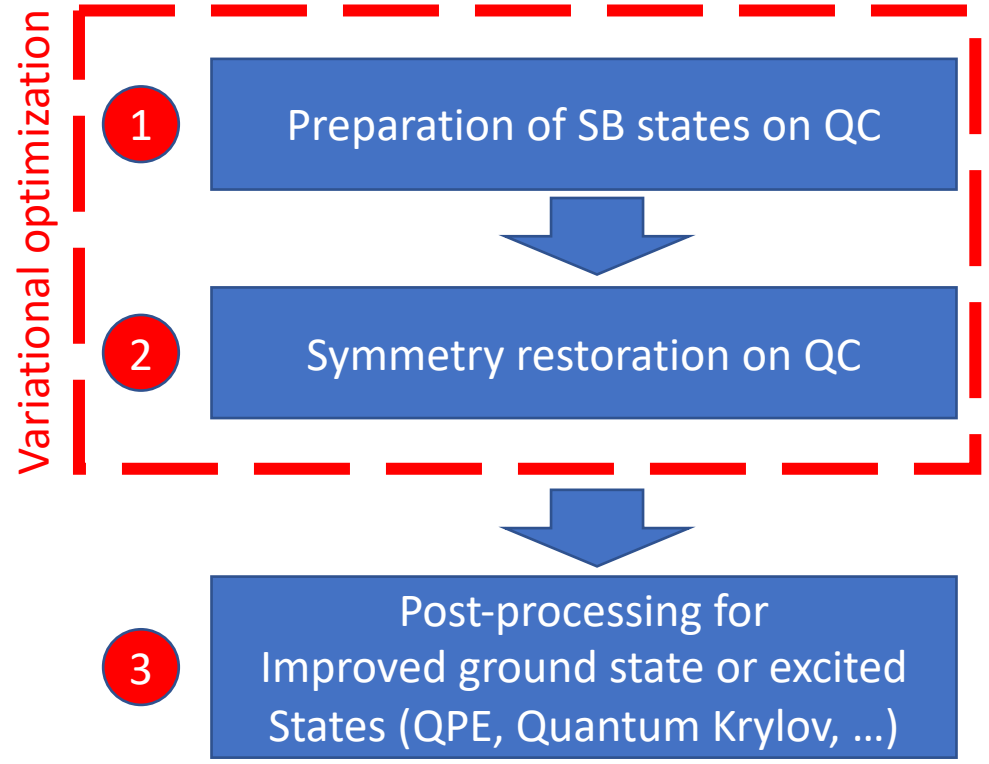 Variational optimization
1
Preparation of SB states on QC
2
Symmetry restoration on QC
3
Post-processing for
Improved ground state or excited
States (QPE, Quantum Krylov, ...)